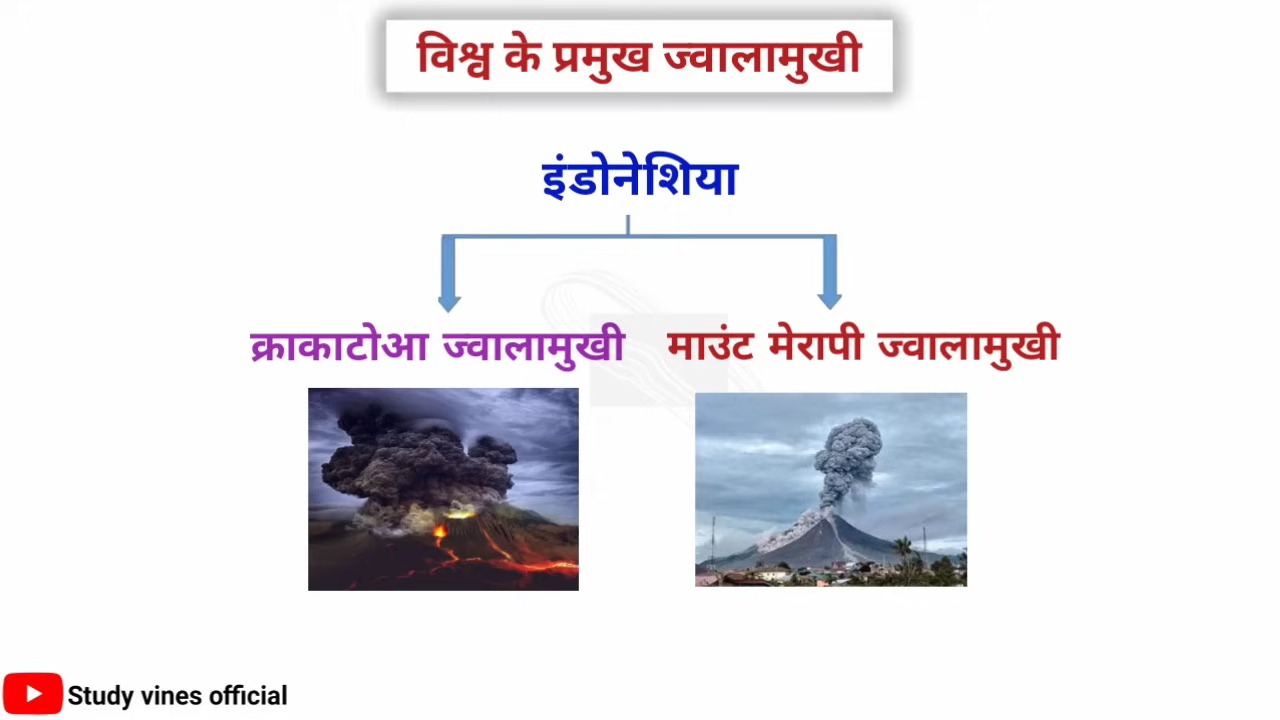 विश्व के प्रमुख ज्वालामुखी
इंडोनेशिया
क्राकाटोआ ज्वालामुखी
माउंट मेरापी ज्वालामुखी
Study vines official